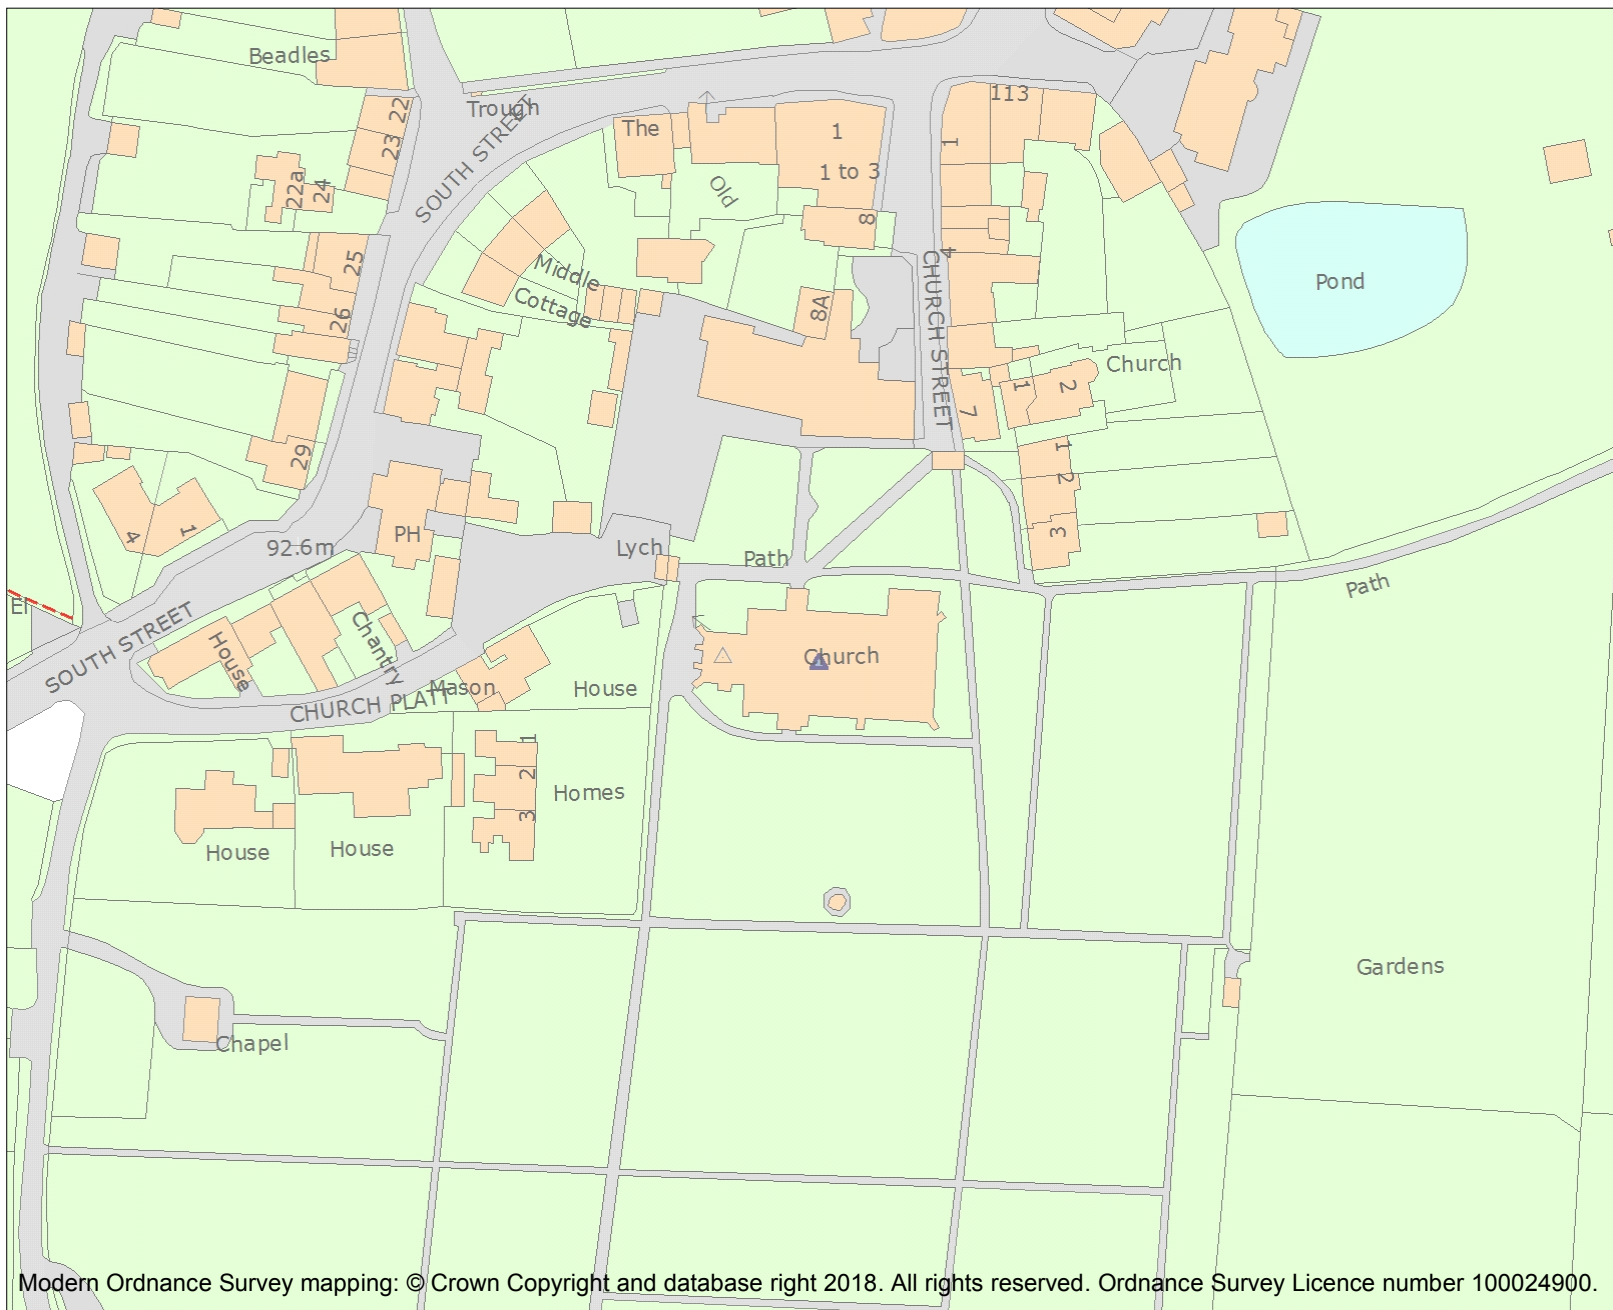 Beadles
113
22
Trough
The
1
1
23
SOUTH STREET
1 to 3
22a
24
Old
8
4
25
Middle
CHURCH STREET
Pond
Cottage
8A
26
Church
1
2
7
29
1
2
4
1
PH
92.6m
Lych
Path
3
Path
El
SOUTH STREET
House
Chantry
Church
Mason
House
CHURCH PLATT
1
2
Homes
3
House
House
Gardens
Chapel
Modern Ordnance Survey mapping: © Crown Copyright and database right 2018. All rights reserved. Ordnance Survey Licence number 100024900.